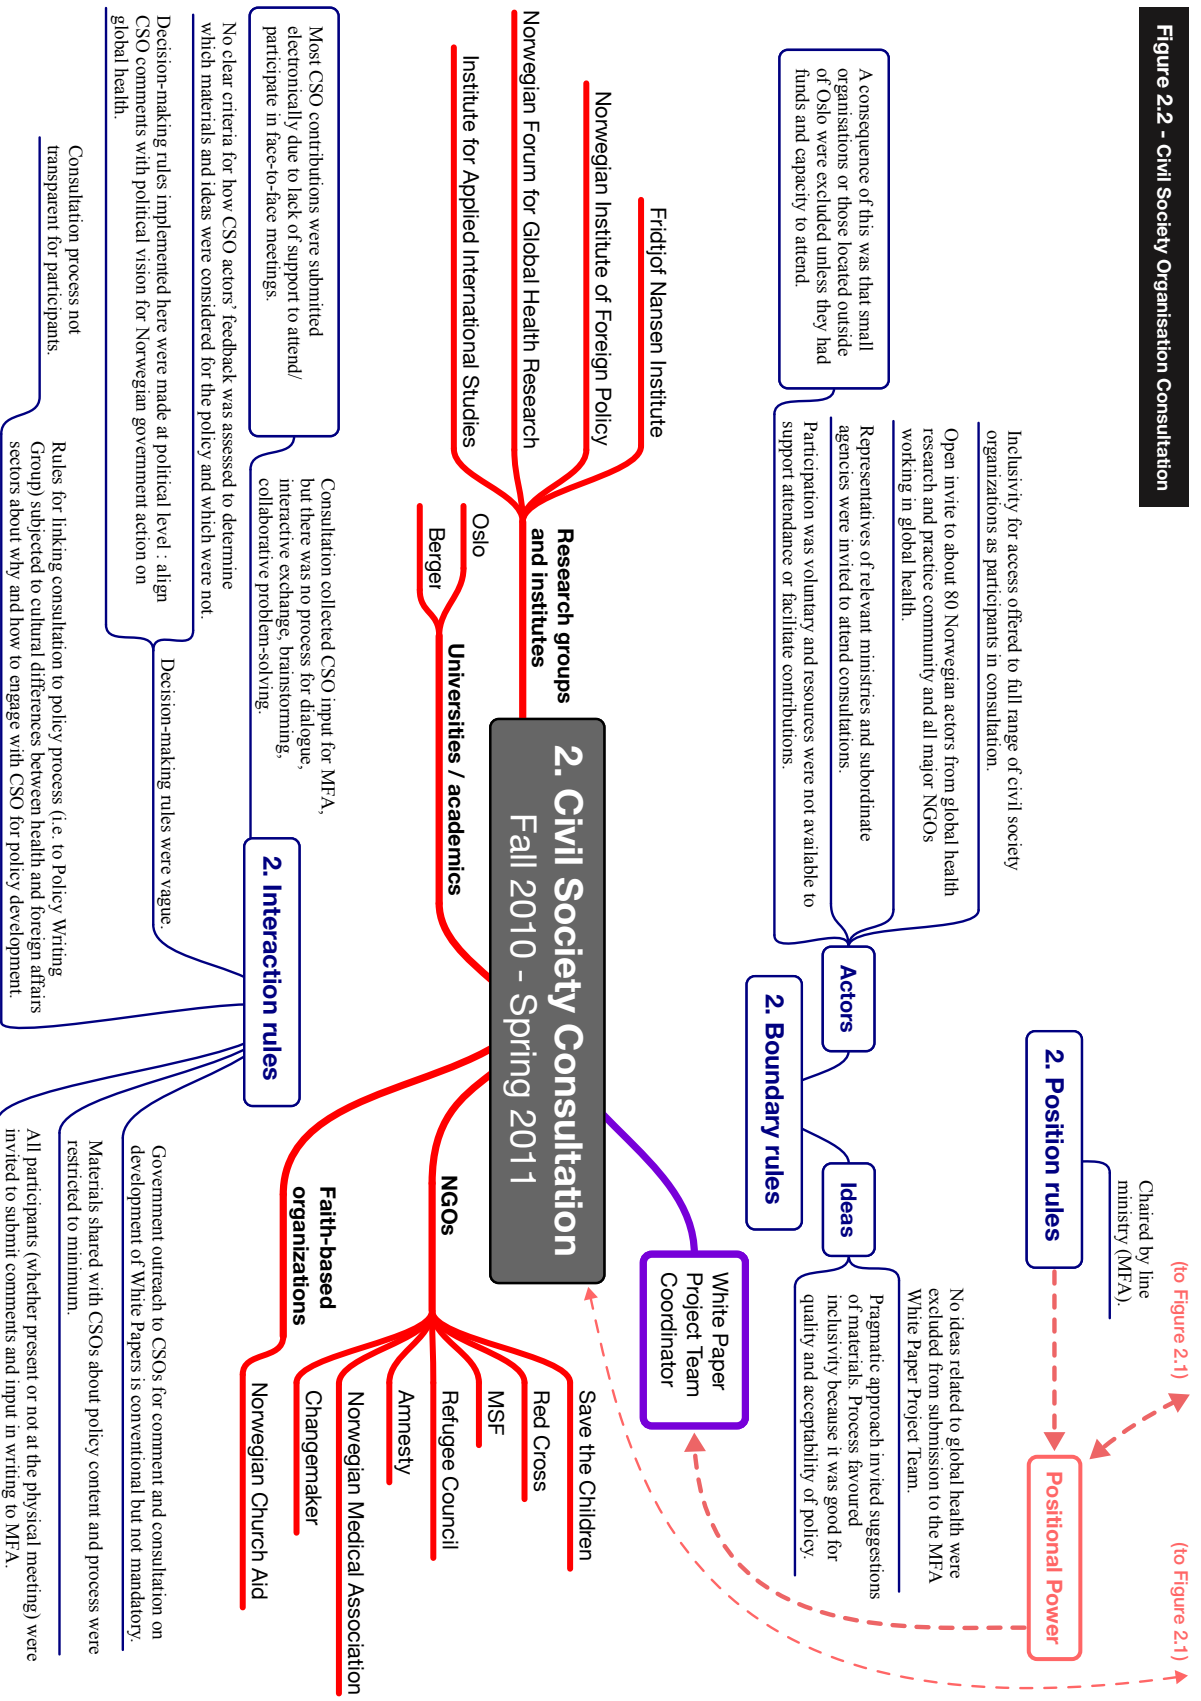 Figure 2.2 - Civil Society Organisation Consultation
(to Figure 2.1)
(to Figure 2.1)
Chaired by line
ministry (MFA).
2. Position rules
Positional Power
Inclusivity for access offered to full range of civil society
organizations as participants in consultation.
Open invite to about 80 Norwegian actors from global health
research and practice community and all major NGOs
working in global health.
Representatives of relevant ministries and subordinate
agencies were invited to attend consultations.
Participation was voluntary and resources were not available to
support attendance or facilitate contributions.
A consequence of this was that small
organisations or those located outside
of Oslo were excluded unless they had
funds and capacity to attend.
Actors
2. Boundary rules
Ideas
No ideas related to global health were
excluded from submission to the MFA
White Paper Project Team.
Pragmatic approach invited suggestions
of materials. Process favoured
inclusivity because it was good for
quality and acceptability of policy.
White Paper
Project Team
Coordinator
2. Civil Society Consultation
Fall 2010 - Spring 2011
Research groups
and institutes
Fridtjof Nansen Institute
Norwegian Institute of Foreign Policy
Norwegian Forum for Global Health Research
Institute for Applied International Studies
Universities / academics
Oslo
Berger
NGOs
Save the Children
Red Cross
MSF
Refugee Council
Amnesty
Norwegian Medical Association
Changemaker
Faith-based
organizations
Norwegian Church Aid
2. Interaction rules
Consultation collected CSO input for MFA,
but there was no process for dialogue,
interactive exchange, brainstorming,
collaborative problem-solving.
Most CSO contributions were submitted
electronically due to lack of support to attend/
participate in face-to-face meetings.
Decision-making rules were vague.
No clear criteria for how CSO actors’ feedback was assessed to determine
which materials and ideas were considered for the policy and which were not.
Decision-making rules implemented here were made at political level : align
CSO comments with political vision for Norwegian government action on
global health.
Rules for linking consultation to policy process (i.e. to Policy Writing
Group) subjected to cultural differences between health and foreign affairs
sectors about why and how to engage with CSO for policy development.
Consultation process not
transparent for participants.
Government outreach to CSOs for comment and consultation on
development of White Papers is conventional but not mandatory.
Materials shared with CSOs about policy content and process were
restricted to minimum.
All participants (whether present or not at the physical meeting) were
invited to submit comments and input in writing to MFA.